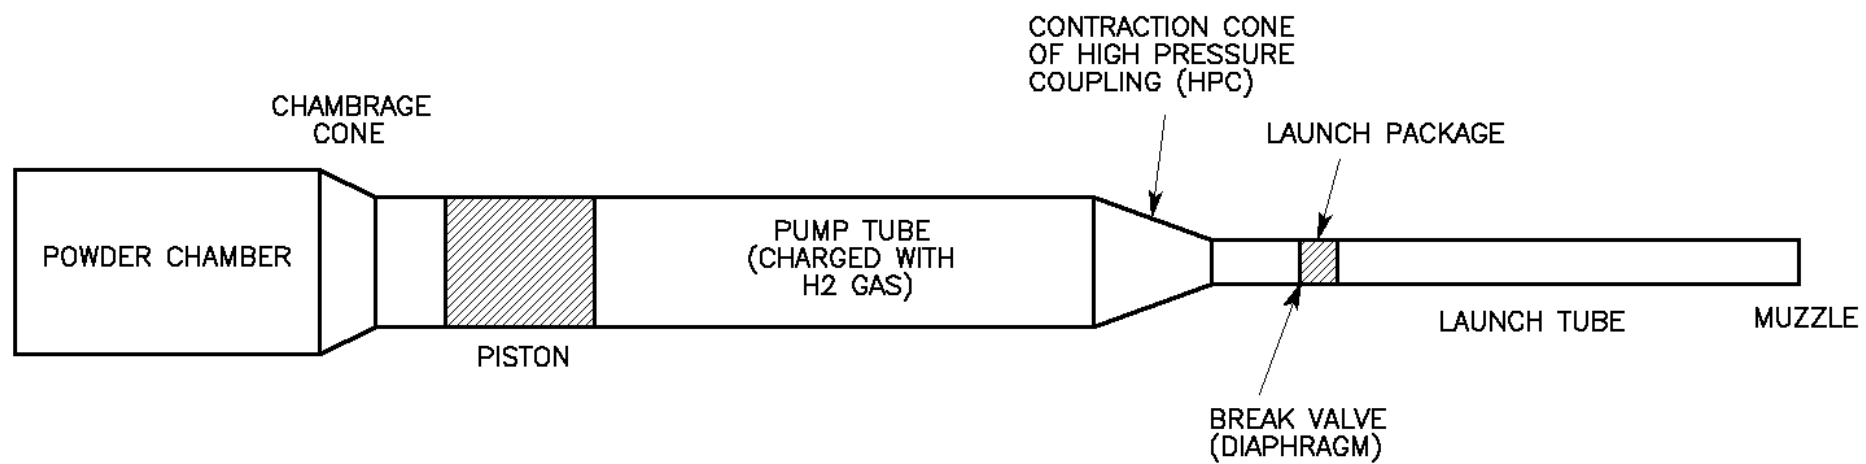 CONTRACTION CONE
OF HIGH PRESSURE
COUPLING (HPC)
CHAMBRAGE
CONE
LAUNCH PACKAGE
POWDER CHAMBER
PUMP TUBE
(CHARGED WITH
H2 GAS)
PISTON
LAUNCH TUBE
MUZZLE
BREAK VALVE
(DIAPHRAGM)